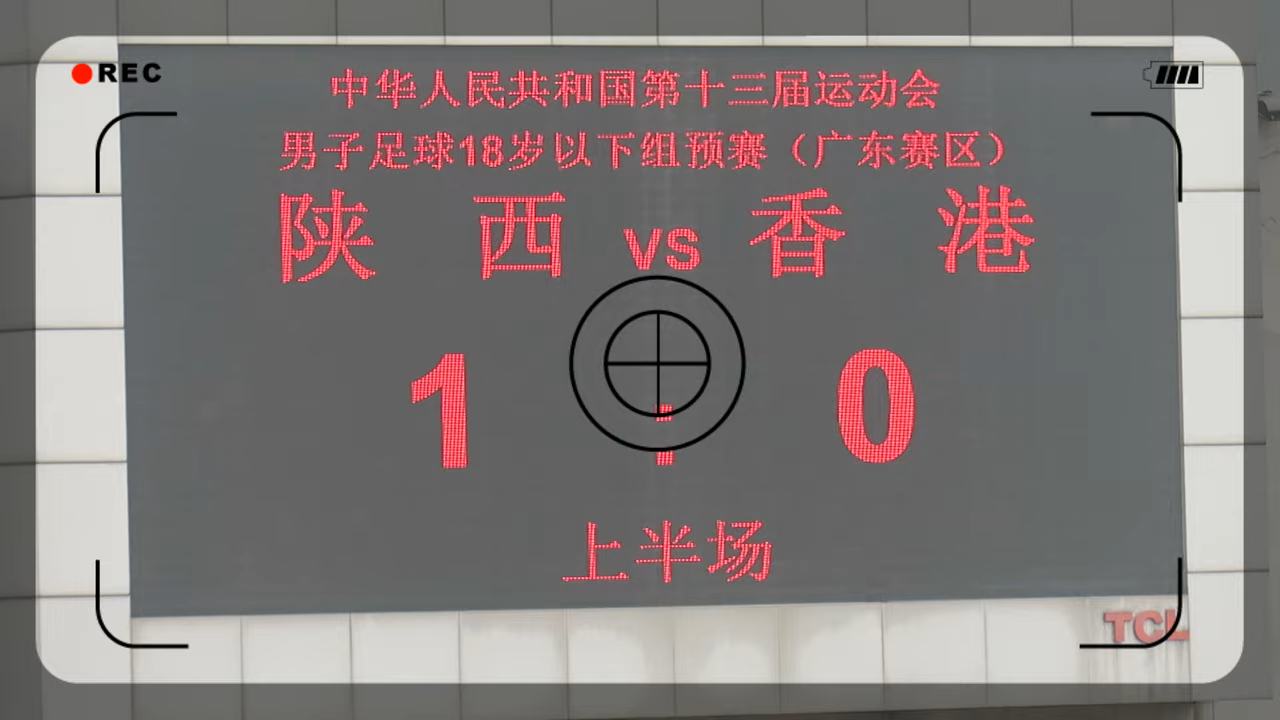 REC
中华人民共和国第十三届运动会
男子足球18岁以下组预赛（广东赛区）
陕西 VS 香港
1 : 0
上半场
TCL